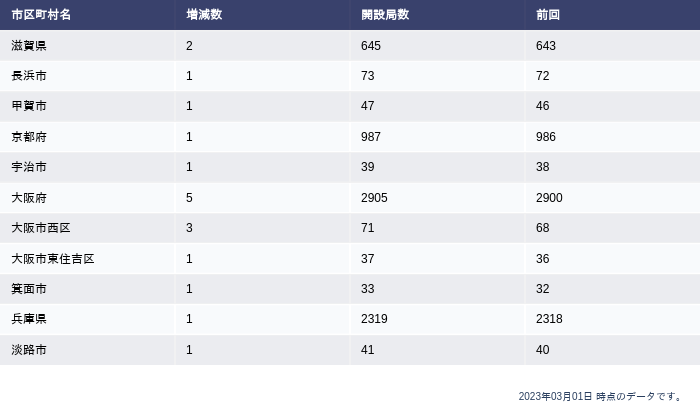 市区町村名 増減数 開設局数 前回
滋賀県 2 645 643
長浜市 1 73 72
甲賀市 1 47 46
京都府 1 987 986
宇治市 1 39 38
大阪府 5 2905 2900
大阪市西区 3 71 68
大阪市東住吉区 1 37 36
箕面市 1 33 32
兵庫県 1 2319 2318
淡路市 1 41 40
2023年03月01日 時点のデータです。